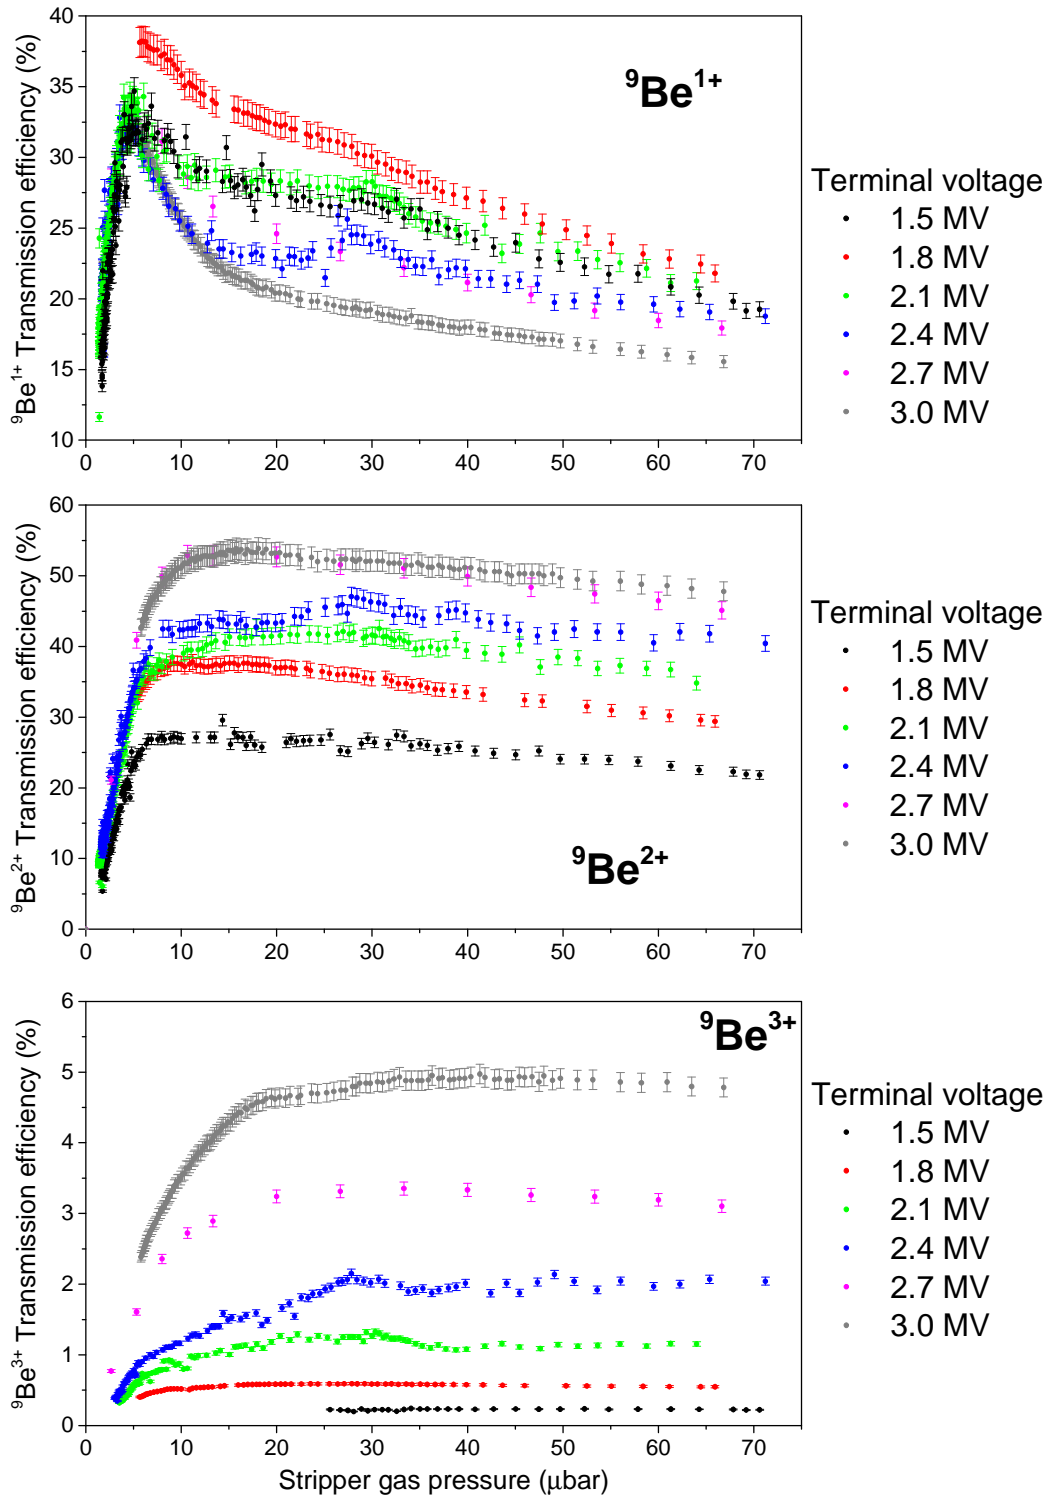 ⁹Be¹⁺ Transmission efficiency (%)
40
35
30
25
20
15
10
⁹Be¹⁺
0 10 20 30 40 50 60 70
Terminal voltage
1.5 MV
1.8 MV
2.1 MV
2.4 MV
2.7 MV
3.0 MV
⁹Be²⁺ Transmission efficiency (%)
60
50
40
30
20
10
0
⁹Be²⁺
0 10 20 30 40 50 60 70
Terminal voltage
1.5 MV
1.8 MV
2.1 MV
2.4 MV
2.7 MV
3.0 MV
⁹Be³⁺ Transmission efficiency (%)
6
5
4
3
2
1
0
⁹Be³⁺
0 10 20 30 40 50 60 70
Stripper gas pressure (μbar)
Terminal voltage
1.5 MV
1.8 MV
2.1 MV
2.4 MV
2.7 MV
3.0 MV